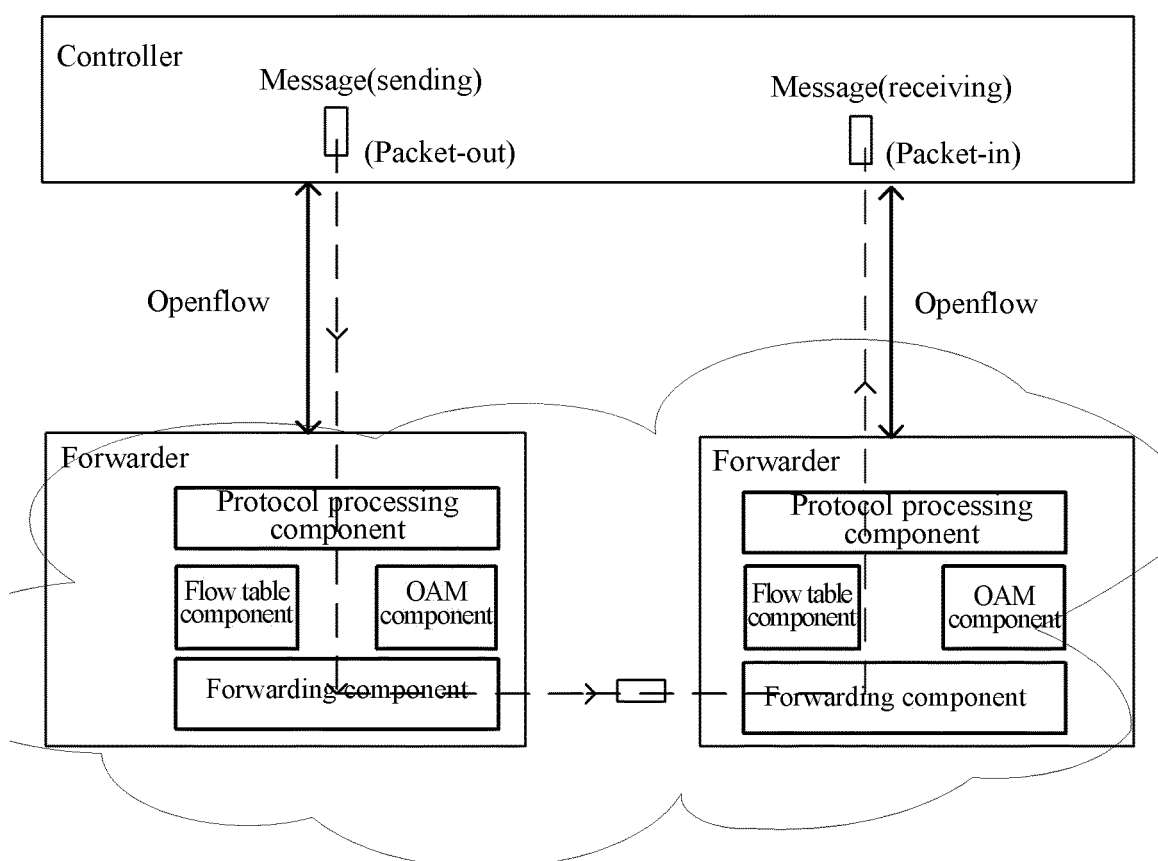 Controller
Message(sending)
Message(receiving)
(Packet-out)
(Packet-in)
Openflow
Openflow
Forwarder
Protocol processing
component
Flow table
component
OAM
component
Forwarding component
Forwarder
Protocol processing
component
Flow table
component
OAM
component
Forwarding component